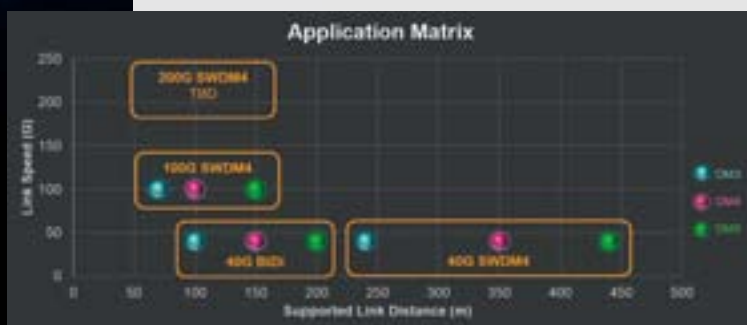 Application Matrix
250
200G SWDM4
TBD
200
150
100G SWDM4
100
50
40G BiDi
40G SWDM4
0
Link Speed (G)
OM3
OM4
OM5
0 50 100 150 200 250 300 350 400 450 500
Supported Link Distance (m)